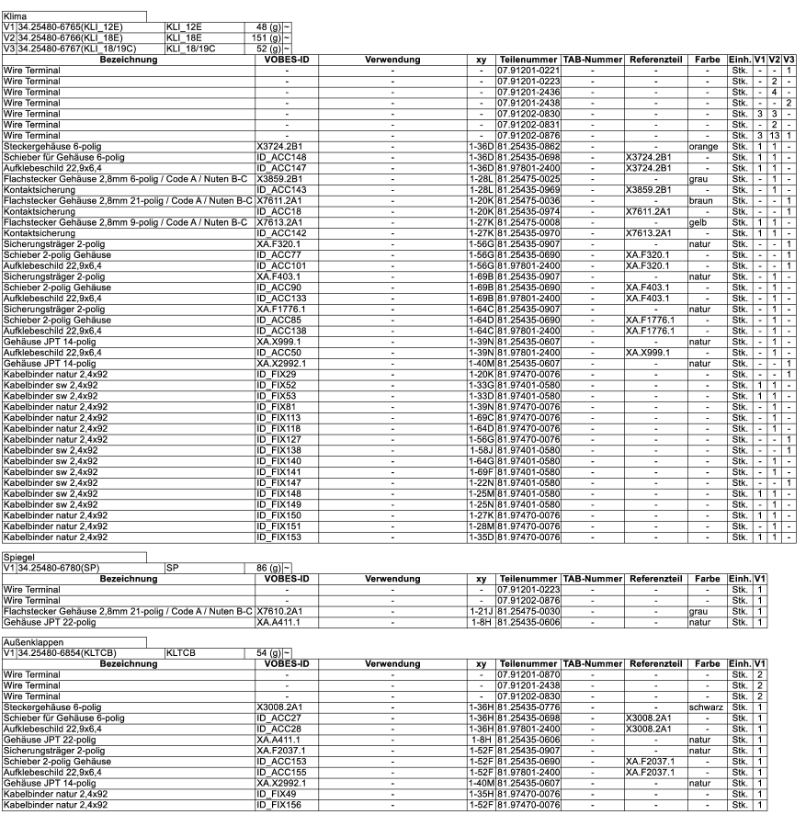 Klima
V1 34.25480-6765(KLI_12E) KLI_12E 48 (g) ~
V2 34.25480-6766(KLI_18E) KLI_18E 151 (g) ~
V3 34.25480-6767(KLI_18/19C) KLI_18/19C 52 (g) ~
Bezeichnung VOBES-ID Verwendung xy Teilenummer TAB-Nummer Referenzteil Farbe Einh. V1 V2 V3
Wire Terminal - - - 07.91201-0221 - - - Stk. - - 1
Wire Terminal - - - 07.91201-0223 - - - Stk. - 2 -
Wire Terminal - - - 07.91201-2436 - - - Stk. - 4 -
Wire Terminal - - - 07.91201-2438 - - - Stk. - - 2
Wire Terminal - - - 07.91202-0830 - - - Stk. 3 3 -
Wire Terminal - - - 07.91202-0831 - - - Stk. - 2 -
Wire Terminal - - - 07.91202-0876 - - - Stk. 3 13 1
Steckergehäuse 6-polig X3724.2B1 - 1-36D 81.25435-0862 - - orange Stk. 1 1 -
Schieber für Gehäuse 6-polig ID_ACC148 - 1-36D 81.25435-0698 - X3724.2B1 - Stk. 1 1 -
Aufklebeschild 22,9x6,4 ID_ACC147 - 1-36D 81.97801-2400 - X3724.2B1 - Stk. 1 1 -
Flachstecker Gehäuse 2,8mm 6-polig / Code A / Nuten B-C X3859.2B1 - 1-28L 81.25475-0025 - - grau Stk. - 1 -
Kontaktsicherung ID_ACC143 - 1-28L 81.25435-0969 - X3859.2B1 - Stk. - 1 -
Flachstecker Gehäuse 2,8mm 21-polig / Code A / Nuten B-C X7611.2A1 - 1-20K 81.25475-0036 - - braun Stk. - - 1
Kontaktsicherung ID_ACC18 - 1-20K 81.25435-0974 - X7611.2A1 - Stk. - - 1
Flachstecker Gehäuse 2,8mm 9-polig / Code A / Nuten B-C X7613.2A1 - 1-27K 81.25475-0008 - - gelb Stk. 1 1 -
Kontaktsicherung ID_ACC142 - 1-27K 81.25435-0970 - X7613.2A1 - Stk. 1 1 -
Sicherungsträger 2-polig XA.F320.1 - 1-56G 81.25435-0907 - - natur Stk. - - 1
Schieber 2-polig Gehäuse ID_ACC77 - 1-56G 81.25435-0690 - XA.F320.1 - Stk. - - 1
Aufklebeschild 22,9x6,4 ID_ACC101 - 1-56G 81.97801-2400 - XA.F320.1 - Stk. - - 1
Sicherungsträger 2-polig XA.F403.1 - 1-69B 81.25435-0907 - - natur Stk. - 1 -
Schieber 2-polig Gehäuse ID_ACC90 - 1-69B 81.25435-0690 - XA.F403.1 - Stk. - 1 -
Aufklebeschild 22,9x6,4 ID_ACC133 - 1-69B 81.97801-2400 - XA.F403.1 - Stk. - 1 -
Sicherungsträger 2-polig XA.F1776.1 - 1-64C 81.25435-0907 - - natur Stk. - 1 -
Schieber 2-polig Gehäuse ID_ACC85 - 1-64C 81.25435-0690 - XA.F1776.1 - Stk. - 1 -
Aufklebeschild 22,9x6,4 ID_ACC138 - 1-64C 81.97801-2400 - XA.F1776.1 - Stk. - 1 -
Gehäuse JPT 14-polig XA.X999.1 - 1-39N 81.25435-0607 - - natur Stk. - 1 -
Aufklebeschild 22,9x6,4 ID_ACC50 - 1-39N 81.97801-2400 - XA.X999.1 - Stk. - 1 -
Gehäuse JPT 14-polig XA.X2992.1 - 1-40M 81.25435-0607 - - natur Stk. - - 1
Kabelbinder natur 2,4x92 ID_FIX29 - 1-20K 81.97470-0076 - - - Stk. - - 1
Kabelbinder sw 2,4x92 ID_FIX52 - 1-33G 81.97401-0580 - - - Stk. 1 1 -
Kabelbinder sw 2,4x92 ID_FIX53 - 1-33D 81.97401-0580 - - - Stk. 1 1 -
Kabelbinder natur 2,4x92 ID_FIX81 - 1-39N 81.97470-0076 - - - Stk. - 1 -
Kabelbinder natur 2,4x92 ID_FIX113 - 1-69C 81.97470-0076 - - - Stk. - 1 -
Kabelbinder natur 2,4x92 ID_FIX118 - 1-64D 81.97470-0076 - - - Stk. - 1 -
Kabelbinder natur 2,4x92 ID_FIX127 - 1-56G 81.97470-0076 - - - Stk. - - 1
Kabelbinder sw 2,4x92 ID_FIX138 - 1-58J 81.97401-0580 - - - Stk. - - 1
Kabelbinder sw 2,4x92 ID_FIX140 - 1-64G 81.97401-0580 - - - Stk. - 1 -
Kabelbinder sw 2,4x92 ID_FIX141 - 1-69F 81.97401-0580 - - - Stk. - 1 -
Kabelbinder sw 2,4x92 ID_FIX147 - 1-22N 81.97401-0580 - - - Stk. - - 1
Kabelbinder sw 2,4x92 ID_FIX148 - 1-25M 81.97401-0580 - - - Stk. 1 1 -
Kabelbinder sw 2,4x92 ID_FIX149 - 1-25N 81.97401-0580 - - - Stk. - 1 -
Kabelbinder natur 2,4x92 ID_FIX150 - 1-27K 81.97470-0076 - - - Stk. 1 1 -
Kabelbinder natur 2,4x92 ID_FIX151 - 1-28M 81.97470-0076 - - - Stk. - 1 -
Kabelbinder natur 2,4x92 ID_FIX153 - 1-35D 81.97470-0076 - - - Stk. 1 1 -
Spiegel
V1 34.25480-6780(SP) SP 86 (g) ~
Bezeichnung VOBES-ID Verwendung xy Teilenummer TAB-Nummer Referenzteil Farbe Einh. V1
Wire Terminal - - - 07.91201-0223 - - - Stk. 1
Wire Terminal - - - 07.91202-0876 - - - Stk. 1
Flachstecker Gehäuse 2,8mm 21-polig / Code A / Nuten B-C X7610.2A1 - 1-21J 81.25475-0030 - - grau Stk. 1
Gehäuse JPT 22-polig XA.A411.1 - 1-8H 81.25435-0606 - - natur Stk. 1
Außenklappen
V1 34.25480-6854(KLTCB) KLTCB 54 (g) ~
Bezeichnung VOBES-ID Verwendung xy Teilenummer TAB-Nummer Referenzteil Farbe Einh. V1
Wire Terminal - - - 07.91201-0870 - - - Stk. 2
Wire Terminal - - - 07.91201-2438 - - - Stk. 2
Wire Terminal - - - 07.91202-0830 - - - Stk. 2
Steckergehäuse 6-polig X3008.2A1 - 1-36H 81.25435-0776 - - schwarz Stk. 1
Schieber für Gehäuse 6-polig ID_ACC27 - 1-36H 81.25435-0698 - X3008.2A1 - Stk. 1
Aufklebeschild 22,9x6,4 ID_ACC28 - 1-36H 81.97801-2400 - X3008.2A1 - Stk. 1
Gehäuse JPT 22-polig XA.A411.1 - 1-8H 81.25435-0606 - - natur Stk. 1
Sicherungsträger 2-polig XA.F2037.1 - 1-52F 81.25435-0907 - - natur Stk. 1
Schieber 2-polig Gehäuse ID_ACC153 - 1-52F 81.25435-0690 - XA.F2037.1 - Stk. 1
Aufklebeschild 22,9x6,4 ID_ACC155 - 1-52F 81.97801-2400 - XA.F2037.1 - Stk. 1
Gehäuse JPT 14-polig XA.X2992.1 - 1-40M 81.25435-0607 - - natur Stk. 1
Kabelbinder natur 2,4x92 ID_FIX49 - 1-35H 81.97470-0076 - - - Stk. 1
Kabelbinder natur 2,4x92 ID_FIX156 - 1-52F 81.97470-0076 - - - Stk. 1